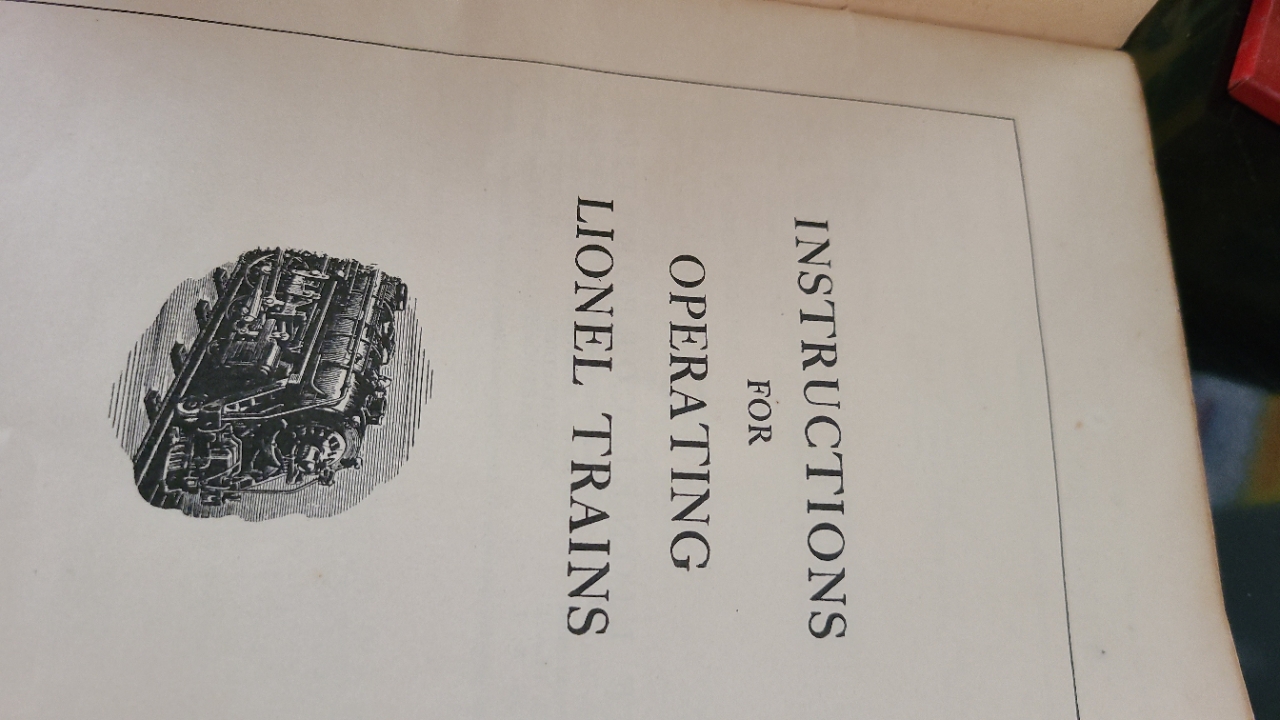 INSTRUCTIONS
FOR
OPERATING
LIONEL TRAINS